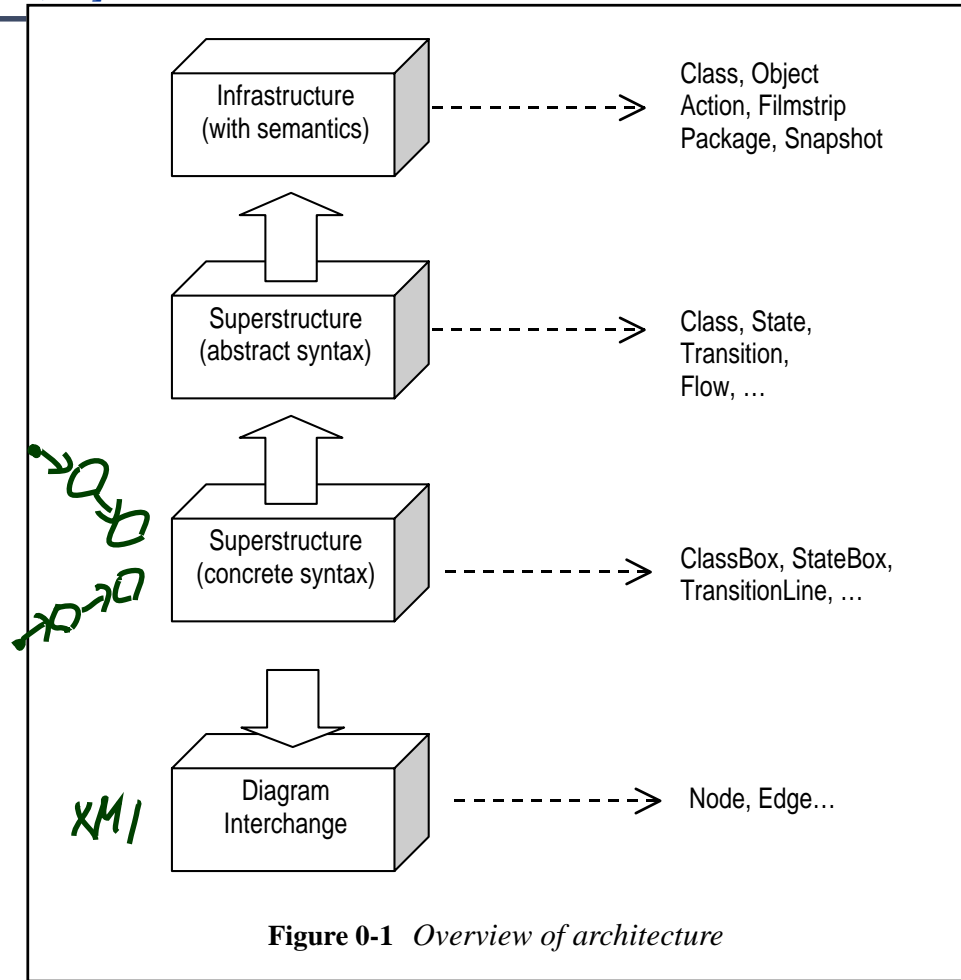 Infrastructure
(with semantics)
Class, Object
Action, Filmstrip
Package, Snapshot
Superstructure
(abstract syntax)
Class, State,
Transition,
Flow, …
Superstructure
(concrete syntax)
ClassBox, StateBox,
TransitionLine, …
XMI
Diagram
Interchange
Node, Edge…
Figure 0-1 Overview of architecture